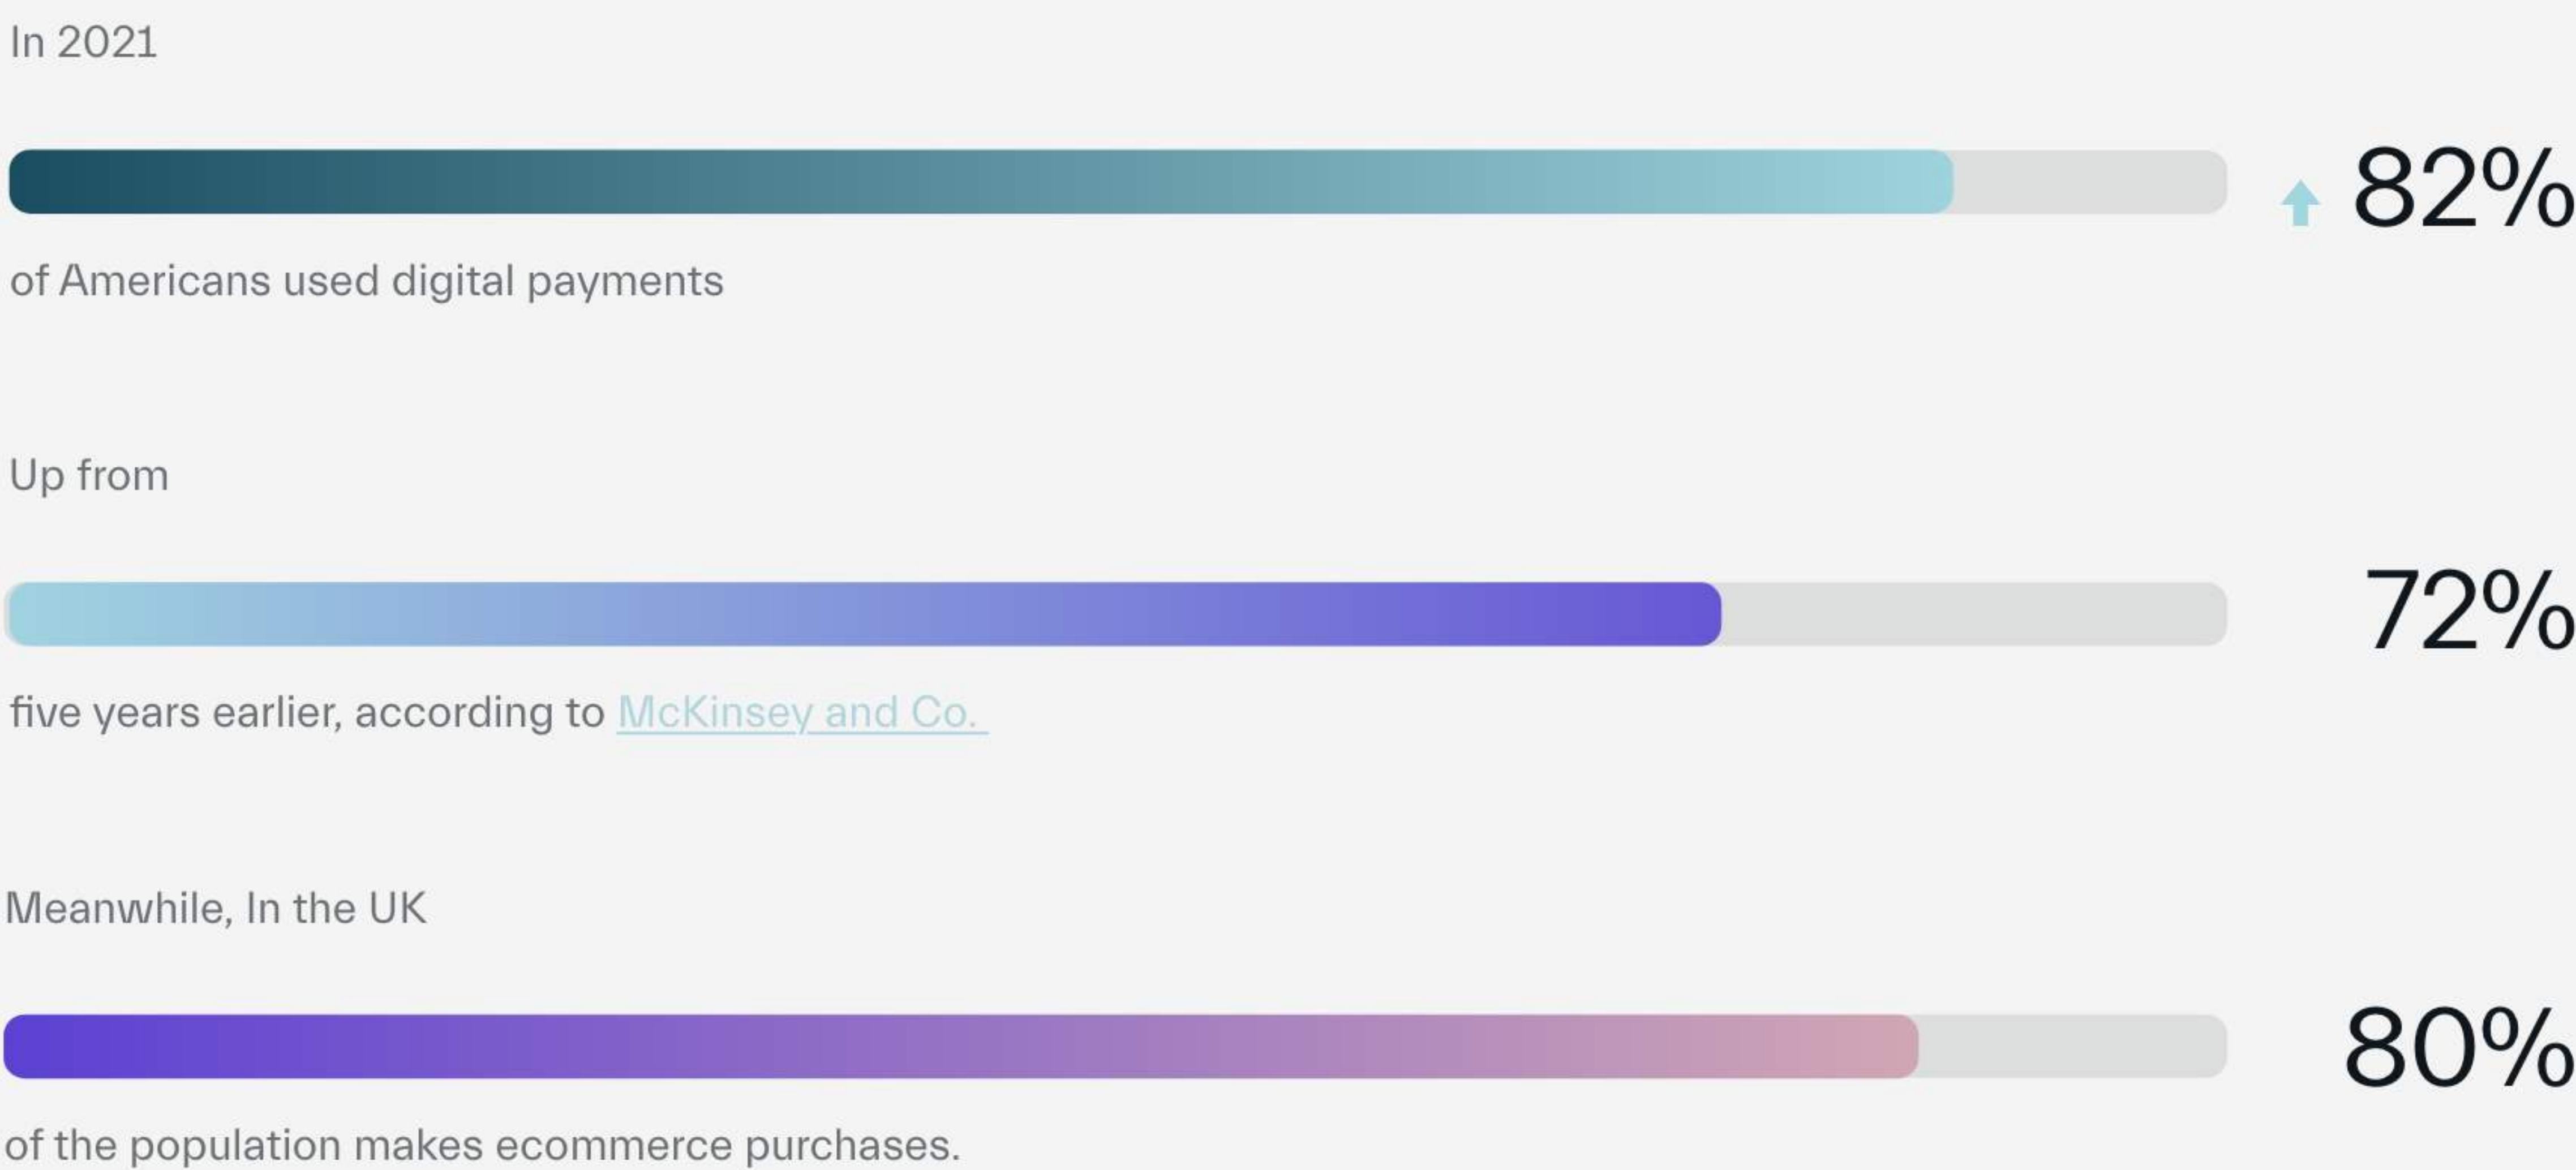 In 2021
82%
of Americans used digital payments
Up from
72%
five years earlier, according to McKinsey and Co.
Meanwhile, In the UK
80%
of the population makes ecommerce purchases.